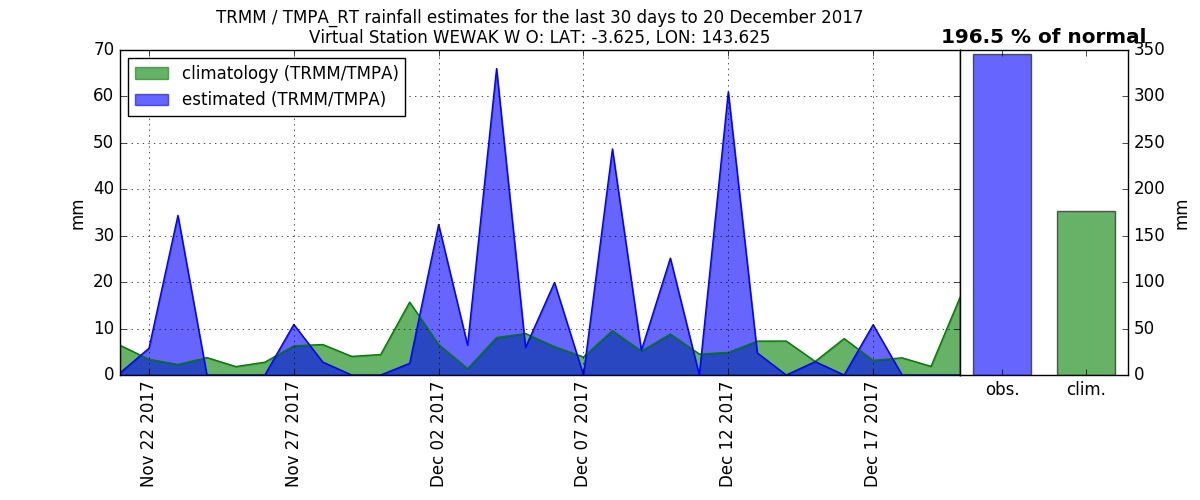 TRMM / TMPA_RT rainfall estimates for the last 30 days to 20 December 2017
Virtual Station WEWAK W O: LAT: -3.625, LON: 143.625
196.5 % of normal
climatology (TRMM/TMPA)
estimated (TRMM/TMPA)
70
60
50
40
30
20
10
0
mm
Nov 22 2017
Nov 27 2017
Dec 02 2017
Dec 07 2017
Dec 12 2017
Dec 17 2017
obs.
clim.
350
300
250
200
150
100
50
0
mm